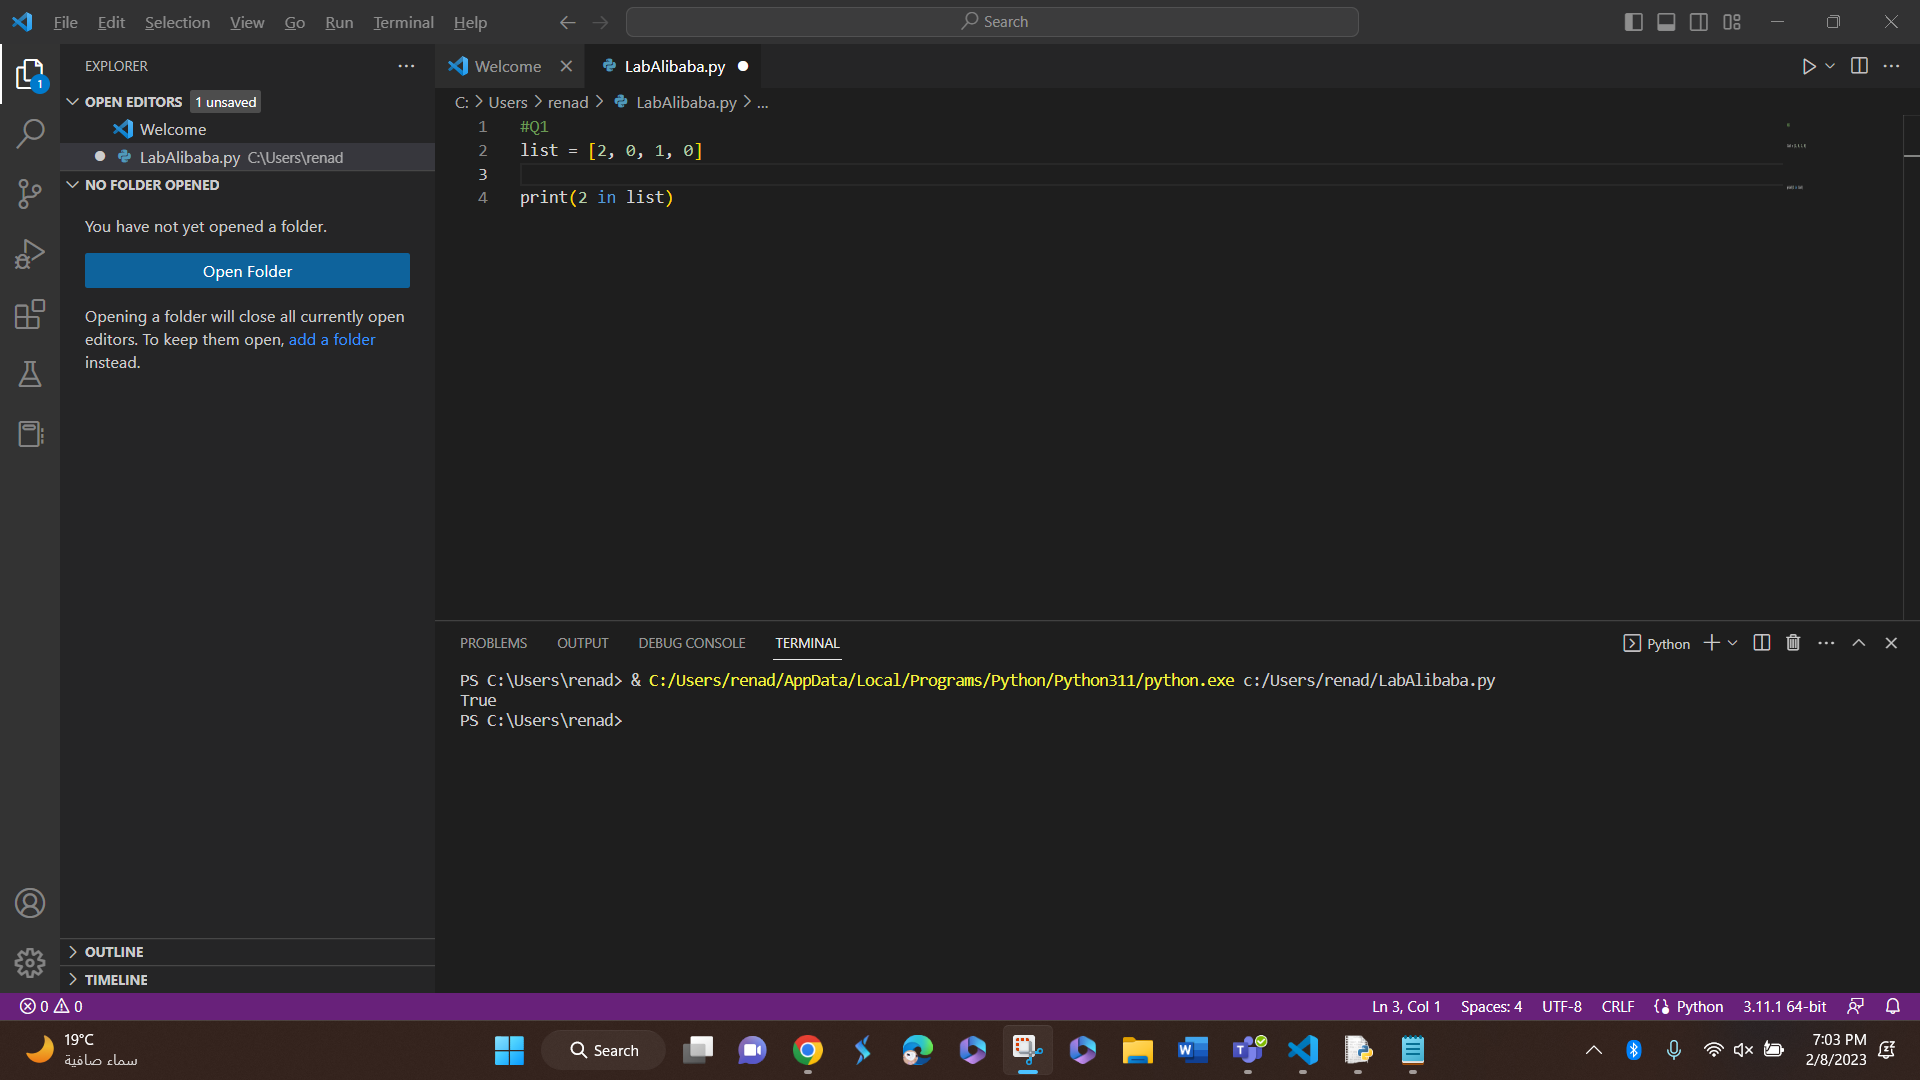 File Edit Selection View Go Run Terminal Help
Search
EXPLORER
1
OPEN EDITORS 1 unsaved
Welcome
LabAlibaba.py C:\Users\renad
NO FOLDER OPENED
You have not yet opened a folder.
Open Folder
Opening a folder will close all currently open
editors. To keep them open, add a folder
instead.
OUTLINE
TIMELINE
Welcome LabAlibaba.py
C: Users renad LabAlibaba.py ...
1 #Q1
2 list = [2, 0, 1, 0]
3
4 print(2 in list)
PROBLEMS OUTPUT DEBUG CONSOLE TERMINAL
Python
PS C:\Users\renad> & C:/Users/renad/AppData/Local/Programs/Python/Python311/python.exe c:/Users/renad/LabAlibaba.py
True
PS C:\Users\renad>
0 0
Ln 3, Col 1 Spaces: 4 UTF-8 CRLF Python 3.11.1 64-bit
19°C
سماء صافية
Search
7:03 PM
2/8/2023